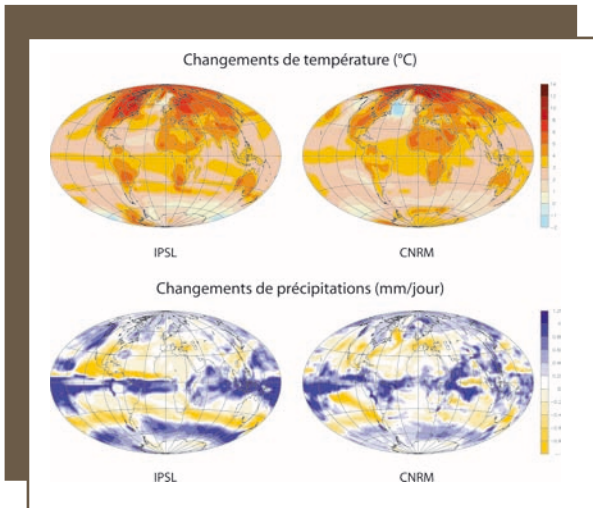 Changements de température (°C)
IPSL
CNRM
Changements de précipitations (mm/jour)
IPSL
CNRM